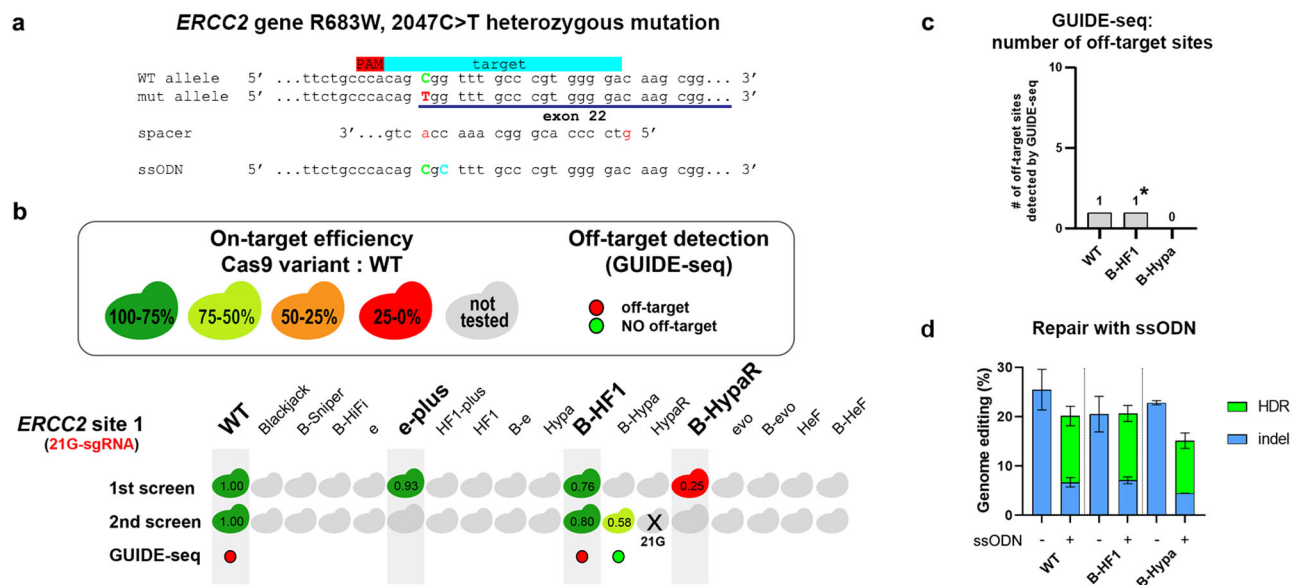 a
ERCC2 gene R683W, 2047C>T heterozygous mutation
PAM target
WT allele 5' ...ttctgcccacag Cgg ttt gcc cgt ggg gac aag cgg... 3'
mut allele 5' ...ttctgcccacag Tgg ttt gcc cgt ggg gac aag cgg... 3'
exon 22
spacer 3'...gtc acc aaa cgg gca ccc ctg 5'
ssODN 5' ...ttctgcccacag CgC ttt gcc cgt ggg gac aag cgg... 3'
b
On-target efficiency
Cas9 variant : WT
100-75%
75-50%
50-25%
25-0%
not
tested
Off-target detection
(GUIDE-seq)
off-target
NO off-target
ERCC2 site 1
(21G-sgRNA)
WT
Blackjack
B-Sniper
B-HiFi
e
e-plus
HF1-plus
HF1
B-e
Hypa
B-HF1
B-Hypa
HypaR
B-HypaR
evo
B-evo
HeF
B-HeF
1st screen 1.00 0.93 0.76 0.25
2nd screen 1.00 0.80 0.58 X
21G
GUIDE-seq
c
GUIDE-seq:
number of off-target sites
# of off-target sites
detected by GUIDE-seq
10
5
0
1 1* 0
WT
B-HF1
B-Hypa
d
Repair with ssODN
Genome editing (%)
30
20
10
0
HDR
indel
ssODN - + - + - +
WT
B-HF1
B-Hypa